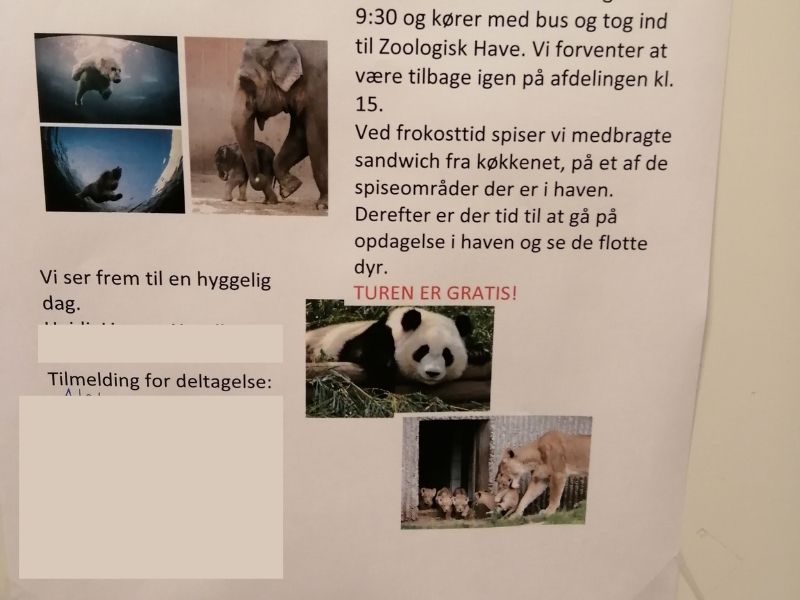 9:30 og kører med bus og tog ind
til Zoologisk Have. Vi forventer at
være tilbage igen på afdelingen kl.
15.
Ved frokosttid spiser vi medbragte
sandwich fra køkkenet, på et af de
spiseområder der er i haven.
Derefter er der tid til at gå på
opdagelse i haven og se de flotte
dyr.
TUREN ER GRATIS!
Vi ser frem til en hyggelig
dag.
Tilmelding for deltagelse: